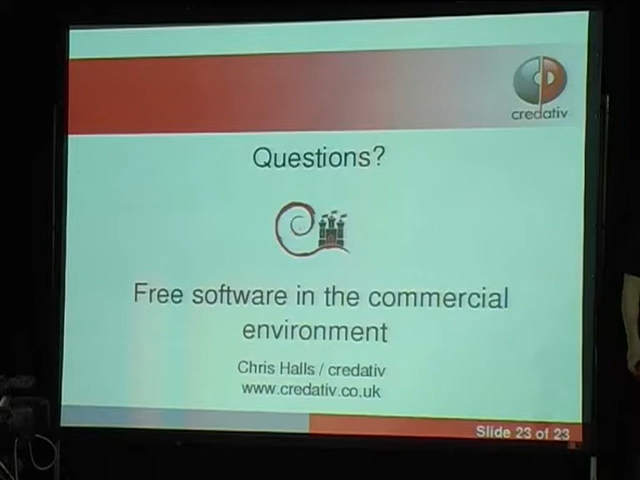 credativ
Questions?
Free software in the commercial
environment
Chris Halls / credativ
www.credativ.co.uk
Slide 23 of 23